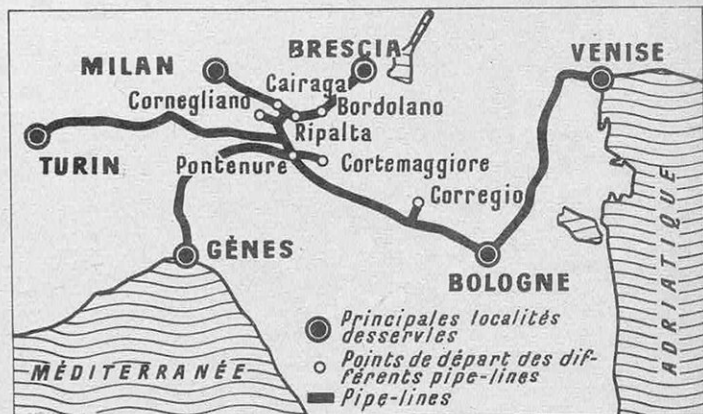 BRESCIA
VENISE
MILAN
Cairaga
Cornegliano
Bordolano
Ripalta
TURIN
Pontenure
Cortemaggiore
Corregio
GÈNES
BOLOGNE
ADRIATIQUE
Principales localités
desservies
Points de départ des dif-
férents pipe-lines
MÉDITERRANÉE
Pipe-lines